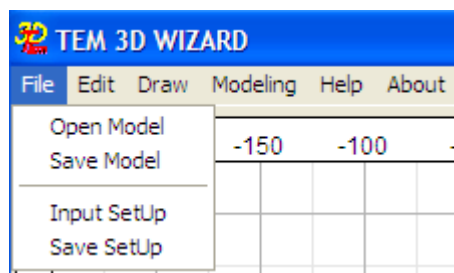 3D TEM 3D WIZARD
File Edit Draw Modeling Help About
Open Model
-150 -100
Save Model
Input SetUp
Save SetUp